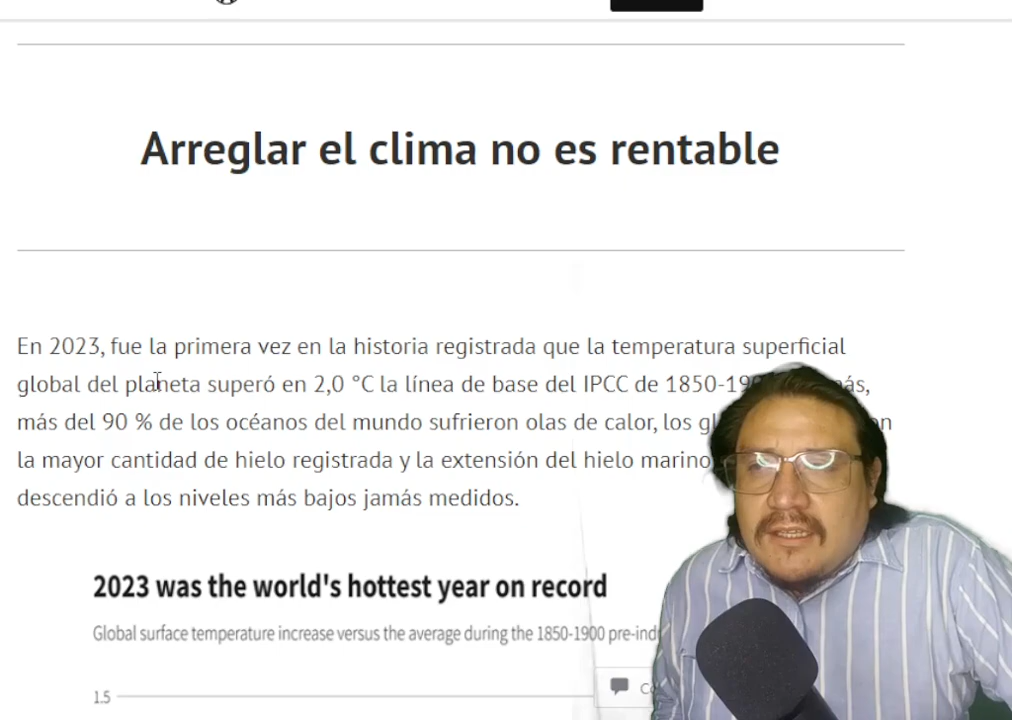 Arreglar el clima no es rentable
En 2023, fue la primera vez en la historia registrada que la temperatura superficial
global del planeta superó en 2,0 °C la línea de base del IPCC de 1850-19
más del 90 % de los océanos del mundo sufrieron olas de calor, los
la mayor cantidad de hielo registrada y la extensión del hielo marino
descendió a los niveles más bajos jamás medidos.
2023 was the world's hottest year on record
Global surface temperature increase versus the average during the 1850-1900
1.5